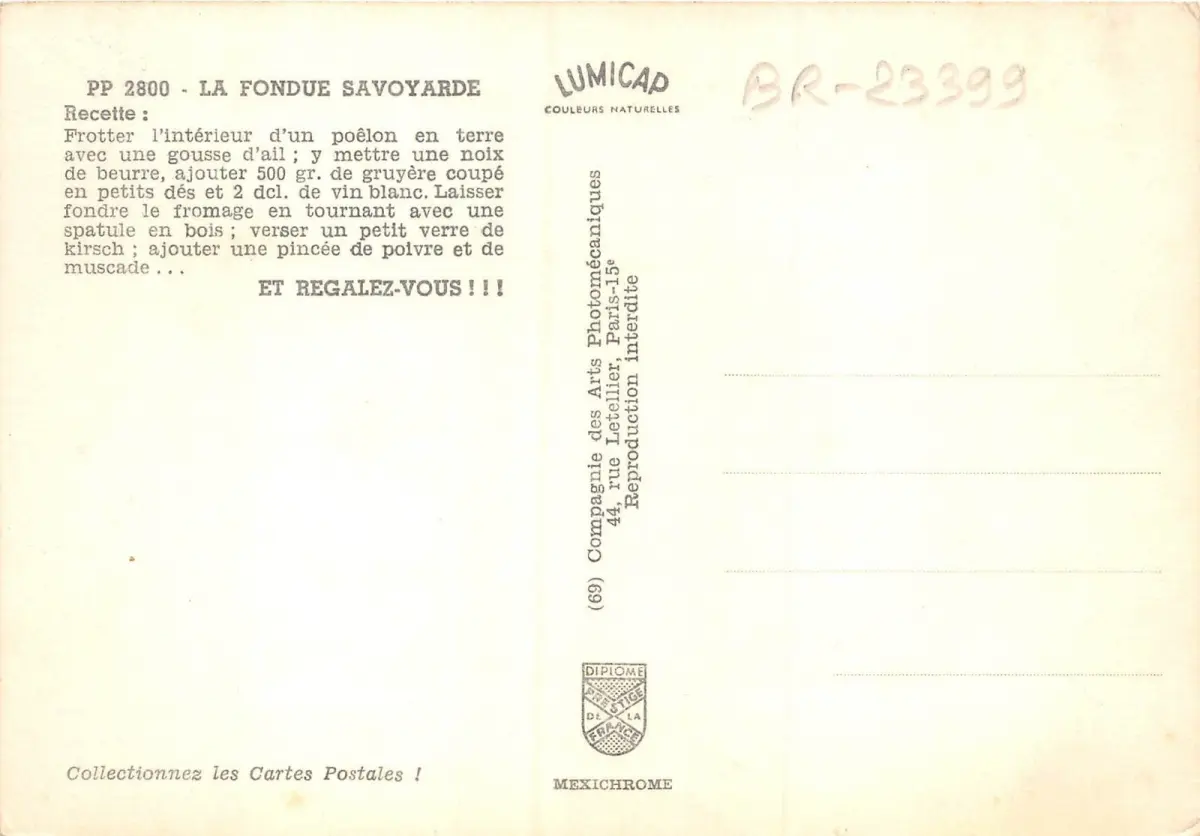 PP 2800 - LA FONDUE SAVOYARDE
Recette :
Frotter l'intérieur d'un poêlon en terre
avec une gousse d'ail ; y mettre une noix
de beurre, ajouter 500 gr. de gruyère coupé
en petits dés et 2 dcl. de vin blanc. Laisser
fondre le fromage en tournant avec une
spatule en bois ; verser un petit verre de
kirsch ; ajouter une pincée de poivre et de
muscade . . .
ET REGALEZ-VOUS ! ! !
Collectionnez les Cartes Postales !
LUMICAP
COULEURS NATURELLES
(69) Compagnie des Arts Photomécaniques
44, rue Letellier, Paris-15e
Reproduction interdite
DIPLOME
PRESTIGE
DE LA
FRANCE
MEXICHROME
BR-23399